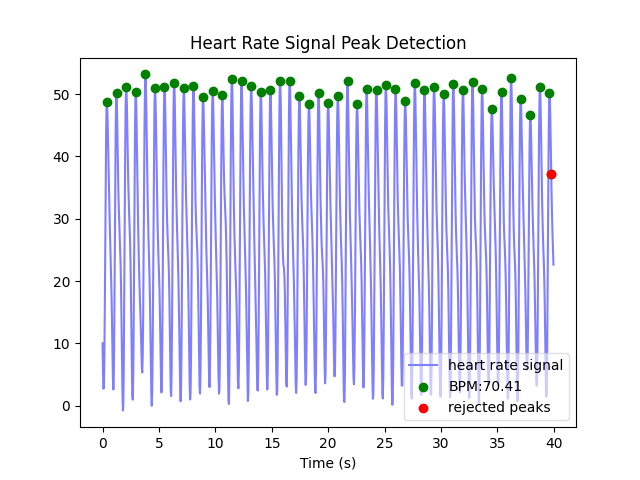 Heart Rate Signal Peak Detection
50
40
30
20
10
0
heart rate signal
BPM:70.41
rejected peaks
0 5 10 15 20 25 30 35 40
Time (s)